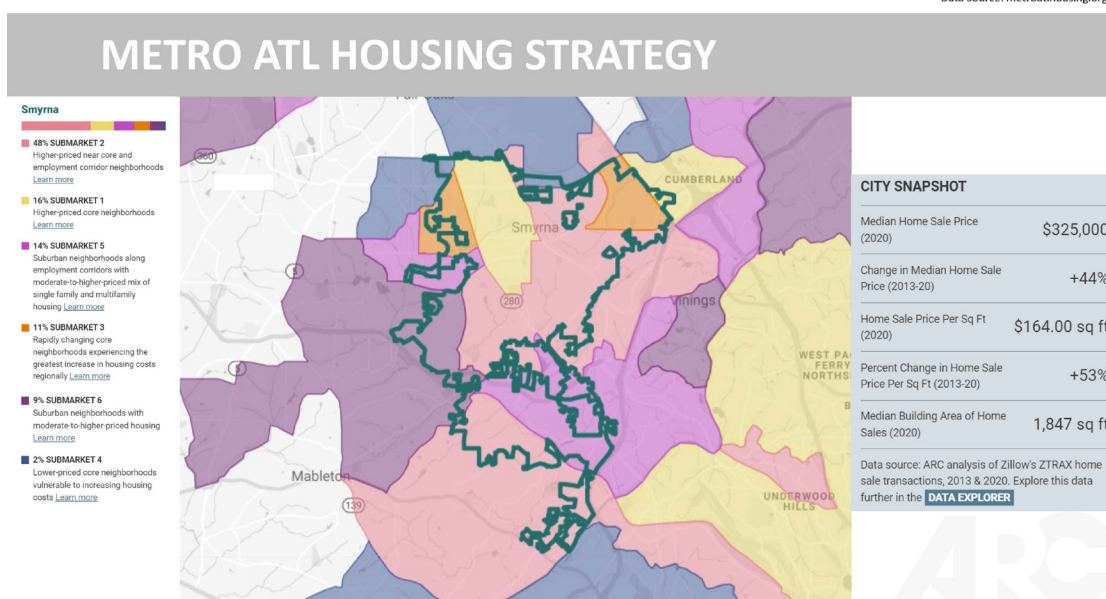 METRO ATL HOUSING STRATEGY
Smyrna
48% SUBMARKET 2
Higher-priced near core and
employment corridor neighborhoods
Learn more
16% SUBMARKET 1
Higher-priced core neighborhoods
Learn more
14% SUBMARKET 5
Suburban neighborhoods along
employment corridors with
moderate-to-higher-priced mix of
single family and multifamily
housing Learn more
11% SUBMARKET 3
Rapidly changing core
neighborhoods experiencing the
greatest increase in housing costs
regionally Learn more
9% SUBMARKET 6
Suburban neighborhoods with
moderate-to-higher-priced housing
Learn more
2% SUBMARKET 4
Lower-priced core neighborhoods
vulnerable to increasing housing
costs Learn more
360
CUMBERLAND
Smyrna
5
280
Vinings
5
WEST
FERRY
Mableton
139
UNDERWOOD
HILLS
CITY SNAPSHOT
Median Home Sale Price
(2020)
$325,000
Change in Median Home Sale
Price (2013-20)
+44%
Home Sale Price Per Sq Ft
(2020)
$164.00 sq ft
Percent Change in Home Sale
Price Per Sq Ft (2013-20)
+53%
Median Building Area of Home
Sales (2020)
1,847 sq ft
Data source: ARC analysis of Zillow's ZTRAX home
sale transactions, 2013 & 2020. Explore this data
further in the DATA EXPLORER
ARC